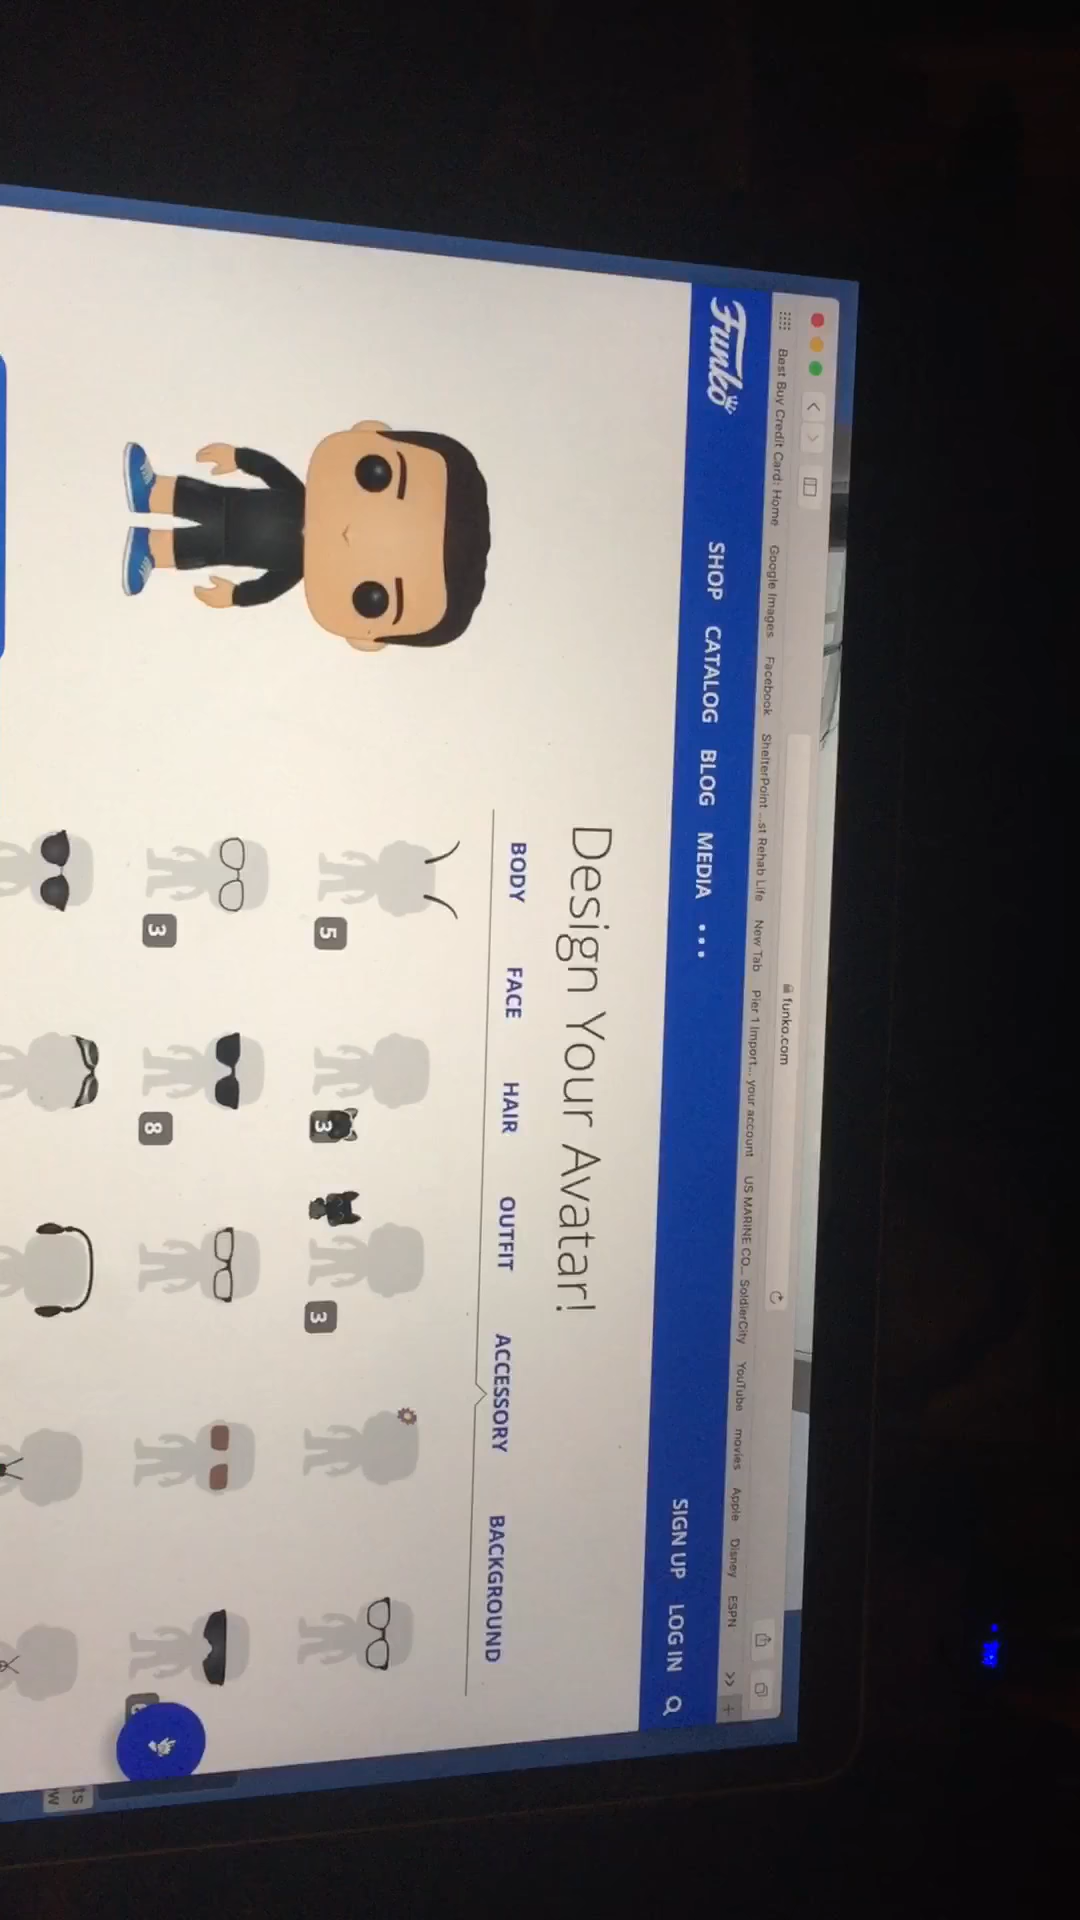 funko.com
Best Buy Credit Card: Home Google Images Facebook ShelterPoint ...st Rehab Life New Tab Pier 1 Import... your account US MARINE CO... SoldierCity YouTube movies Apple Disney ESPN >> +
Funko SHOP CATALOG BLOG MEDIA ... SIGN UP LOG IN
Design Your Avatar!
BODY FACE HAIR OUTFIT ACCESSORY BACKGROUND
5 3 3
3 8
ts
w